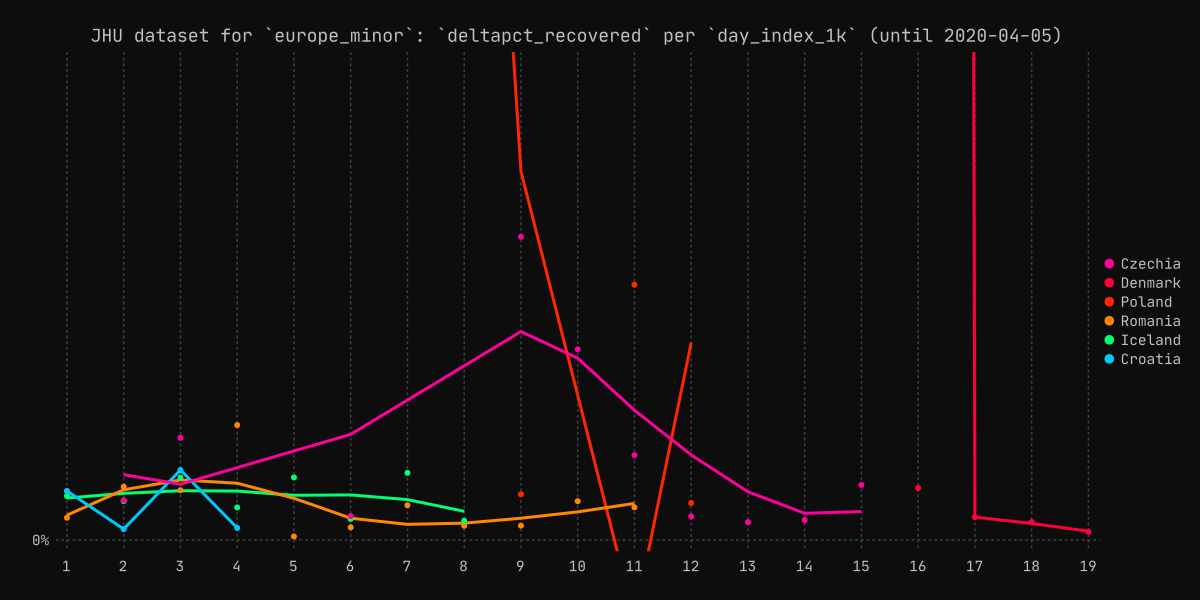 JHU dataset for `europe_minor`: `deltapct_recovered` per `day_index_1k` (until 2020-04-05)
Czechia
Denmark
Poland
Romania
Iceland
Croatia
0%
1 2 3 4 5 6 7 8 9 10 11 12 13 14 15 16 17 18 19